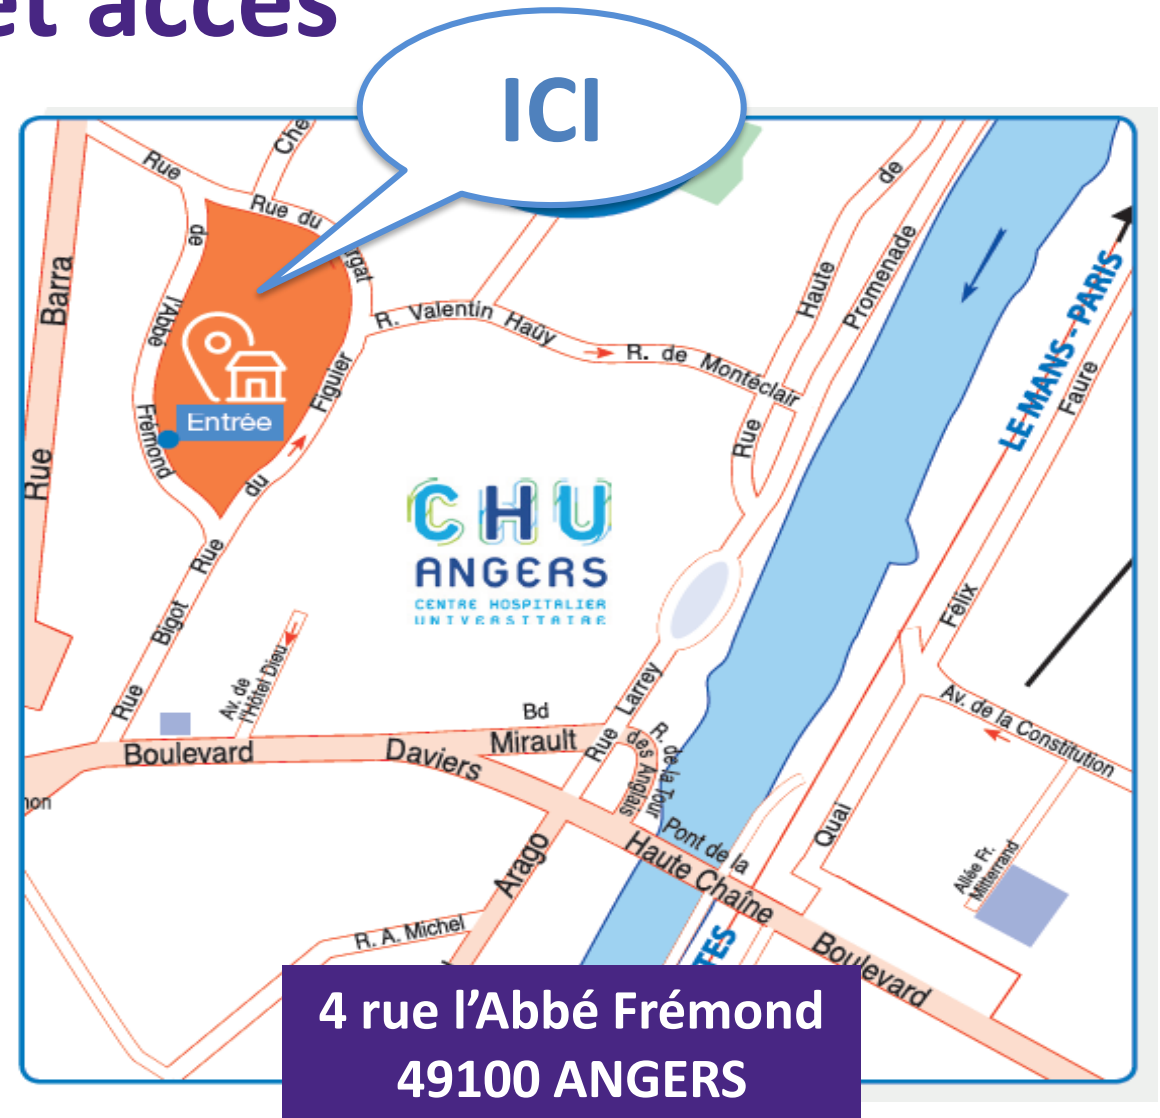 et accès
ICI
Che
Rue
de
l'Abbé
Frémond
Rue du
rgat
Rue Barra
Entrée
Rue
du
Figuier
R. Valentin Haüy
R. de Montéclair
Rue
Haute
de
Promenade
LE MANS - PARIS
Félix
Faure
CHU
ANGERS
CENTRE HOSPITALIER
UNIVERSITAIRE
Rue
Bigot
Av. de
l'Hôtel Dieu
Boulevard
Daviers
Bd
Mirault
Rue
Larrey
R. de la Tour
des Anglais
Pont de la
Haute Chaîne
Boulevard
Quai
Av. de la Constitution
Allée Fr.
Mitterrand
non
Arago
R. A. Michel
TES
4 rue l'Abbé Frémond
49100 ANGERS